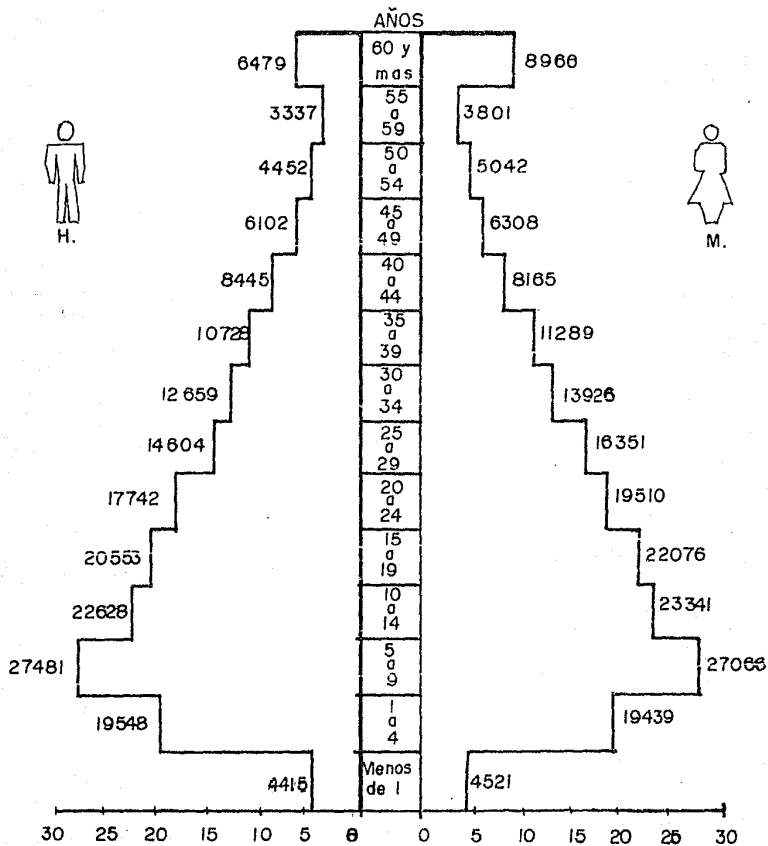 AÑOS
6479 60 y mas 8966
3337 55 a 59 3801
4452 50 a 54 5042
H. 6102 45 a 49 6308 M.
8445 40 a 44 8165
10728 35 a 39 11289
12659 30 a 34 13926
14604 25 a 29 16351
17742 20 a 24 19510
20553 15 a 19 22076
22628 10 a 14 23341
27481 5 a 9 27066
19548 1 a 4 19439
4415 Menos de 1 4521
30 20 15 10 5 0 0 5 10 15 20 25 30